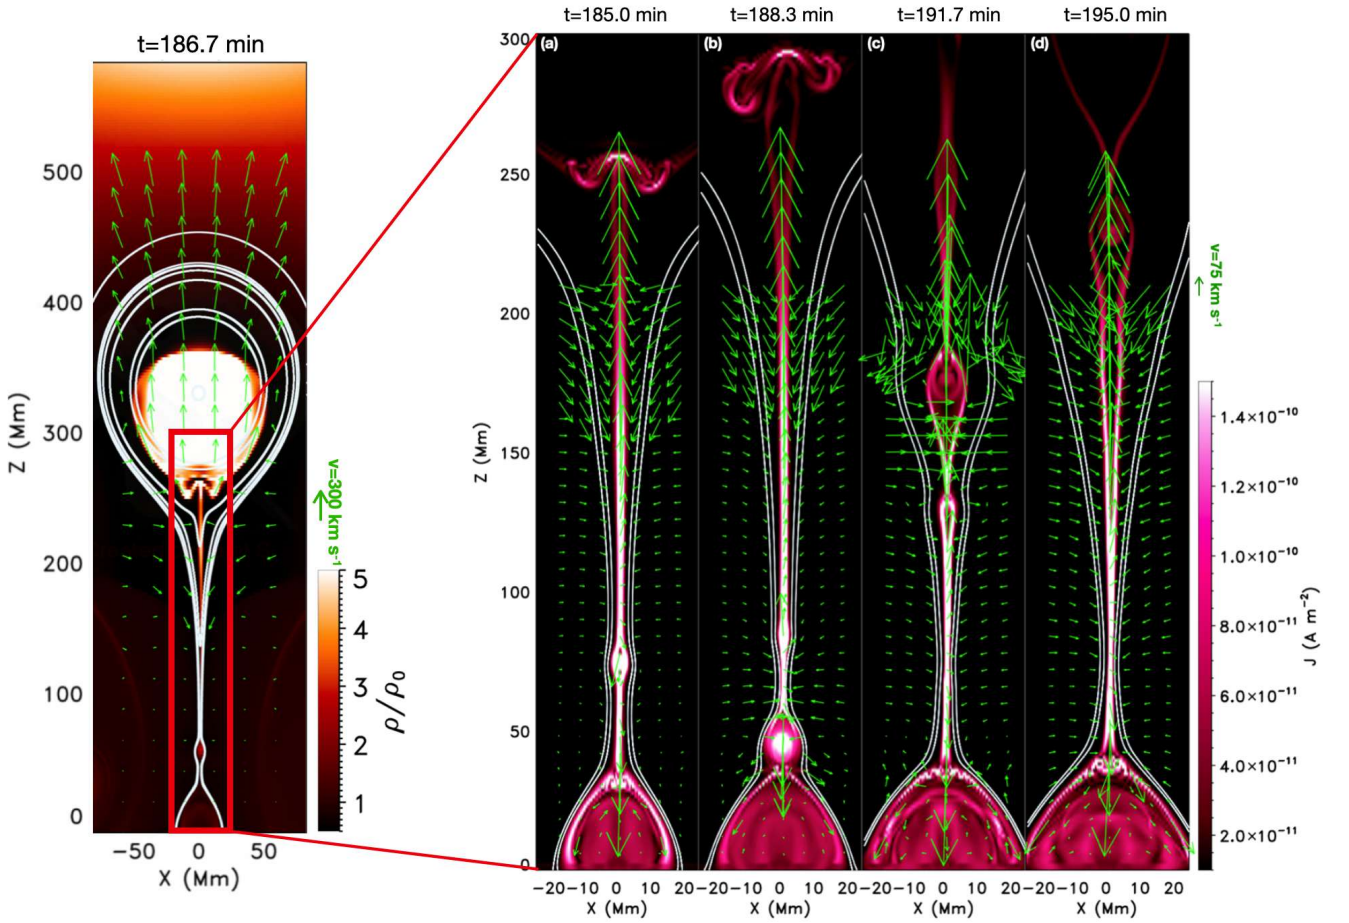 t=186.7 min
Z (Mm)
500
400
300
200
100
0
-50 0 50
X (Mm)
v=300 km s⁻¹
5
4
3
2
1
ρ/ρ₀
t=185.0 min t=188.3 min t=191.7 min t=195.0 min
(a) (b) (c) (d)
Z (Mm)
300
250
200
150
100
50
0
-20 -10 0 10 20 -20 -10 0 10 20 -20 -10 0 10 20 -20 -10 0 10 20
X (Mm) X (Mm) X (Mm) X (Mm)
v=75 km s⁻¹
1.4×10⁻¹⁰
1.2×10⁻¹⁰
1.0×10⁻¹⁰
8.0×10⁻¹¹
6.0×10⁻¹¹
4.0×10⁻¹¹
2.0×10⁻¹¹
J (A m⁻²)